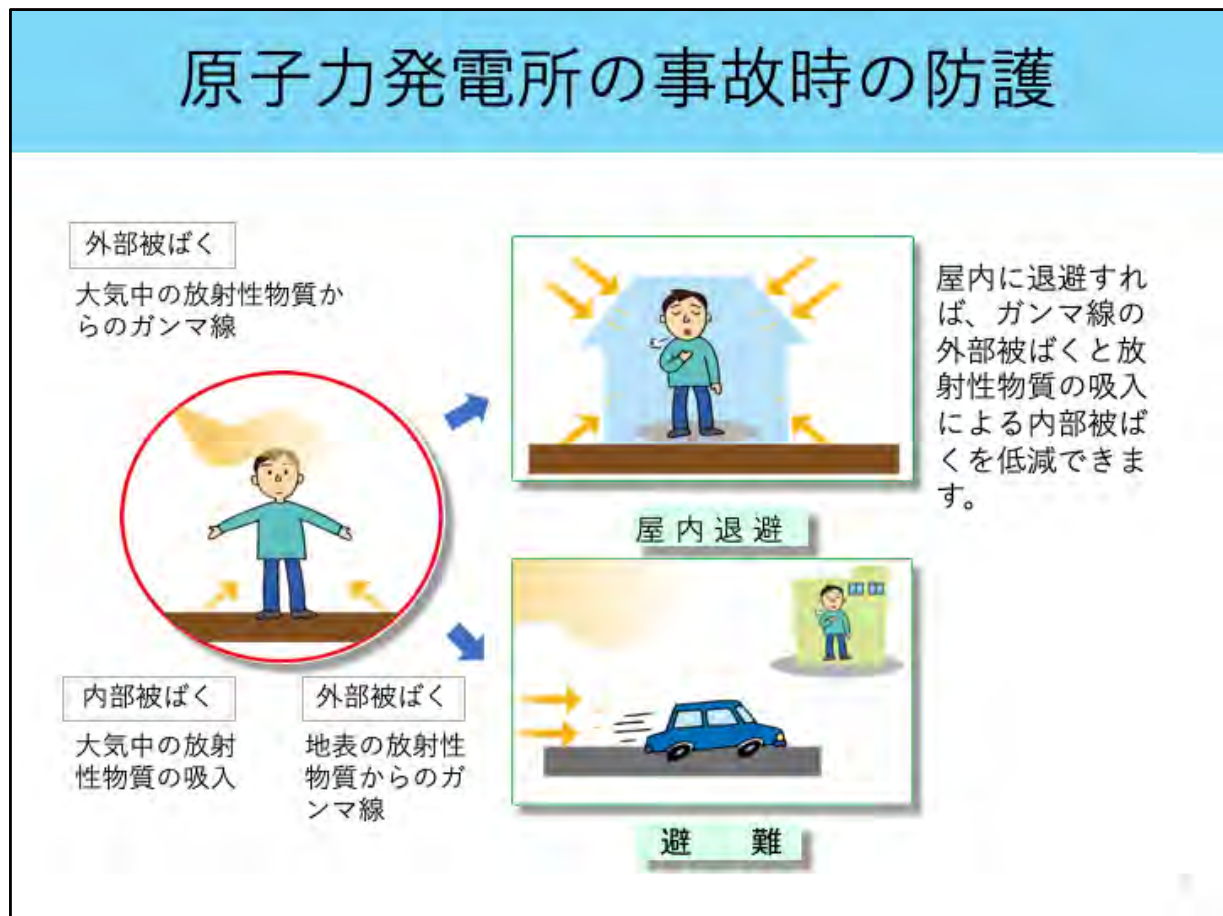 原子力発電所の事故時の防護
外部被ばく
大気中の放射性物質か
らのガンマ線
内部被ばく
大気中の放射
性物質の吸入
外部被ばく
地表の放射性
物質からのガ
ンマ線
屋内退避
避 難
屋内に退避すれ
ば、ガンマ線の
外部被ばくと放
射性物質の吸入
による内部被ば
くを低減できま
す。